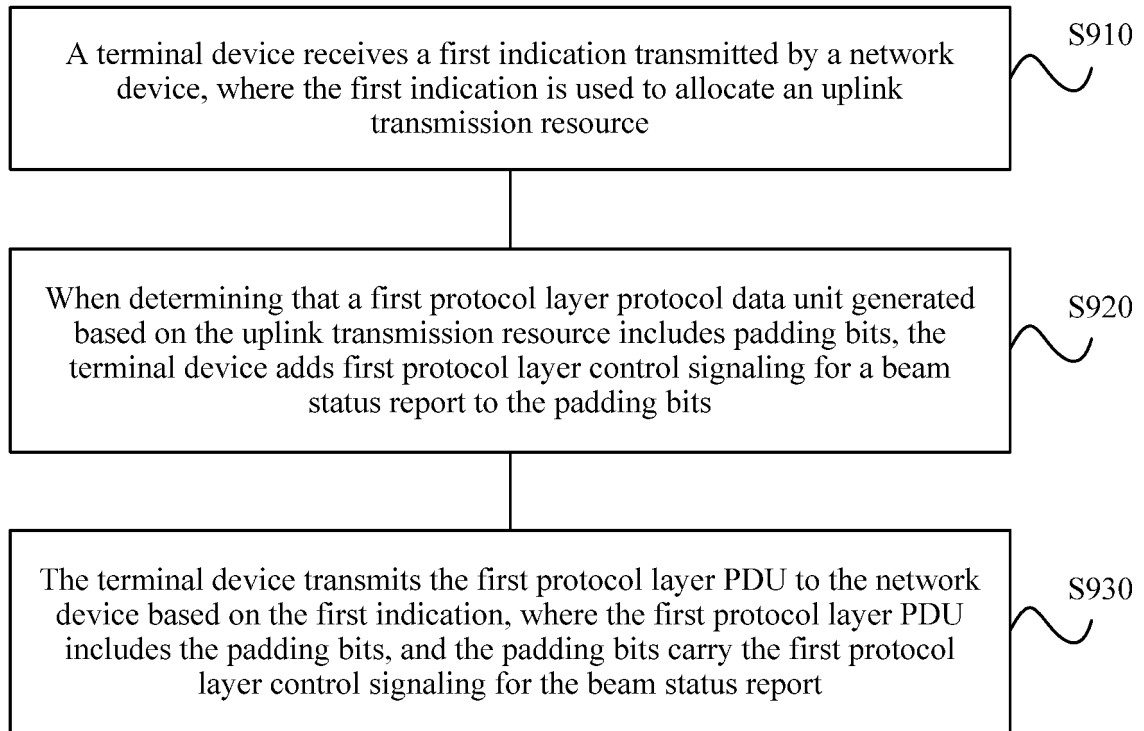 A terminal device receives a first indication transmitted by a network
device, where the first indication is used to allocate an uplink
transmission resource
S910
When determining that a first protocol layer protocol data unit generated
based on the uplink transmission resource includes padding bits, the
terminal device adds first protocol layer control signaling for a beam
status report to the padding bits
S920
The terminal device transmits the first protocol layer PDU to the network
device based on the first indication, where the first protocol layer PDU
includes the padding bits, and the padding bits carry the first protocol
layer control signaling for the beam status report
S930